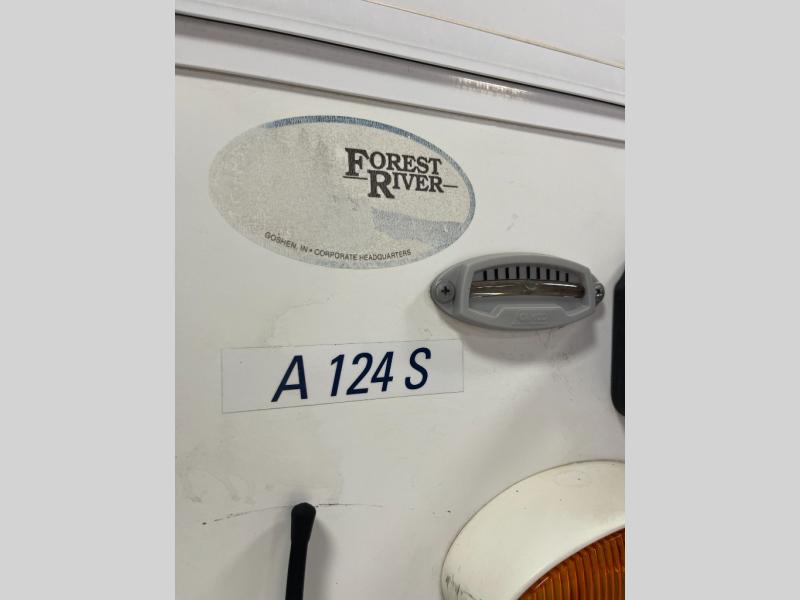 FOREST
RIVER
GOSHEN, IN • CORPORATE HEADQUARTERS
A 124 S